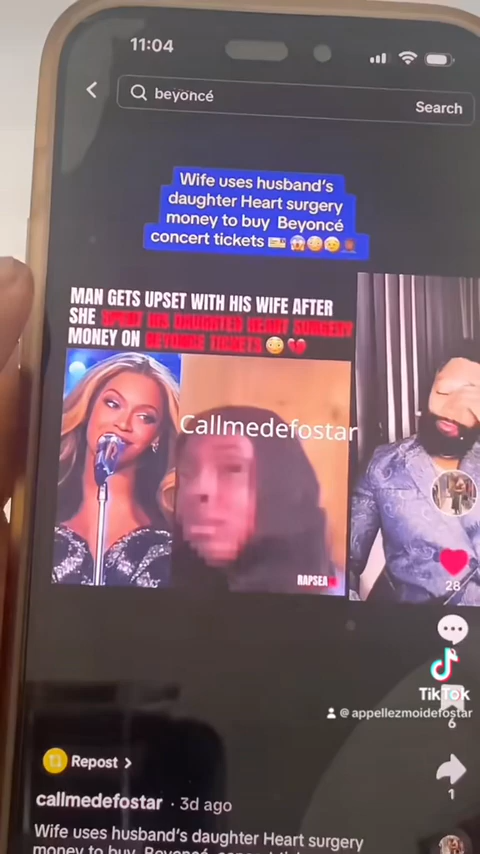 11:04
beyoncé
Search
Wife uses husband's
daughter Heart surgery
money to buy Beyoncé
concert tickets 🎫😱😳🥺🤦🏾‍♂️
MAN GETS UPSET WITH HIS WIFE AFTER
SHE SPENT HIS DAUGHTER HEART SURGERY
MONEY ON BEYONCE TICKETS 😳💔
Callmedefostar
RAPSEA
28
TikTok
@appellezmoidefostar
6
Repost >
1
callmedefostar · 3d ago
Wife uses husband's daughter Heart surgery
money to buy Beyoncé